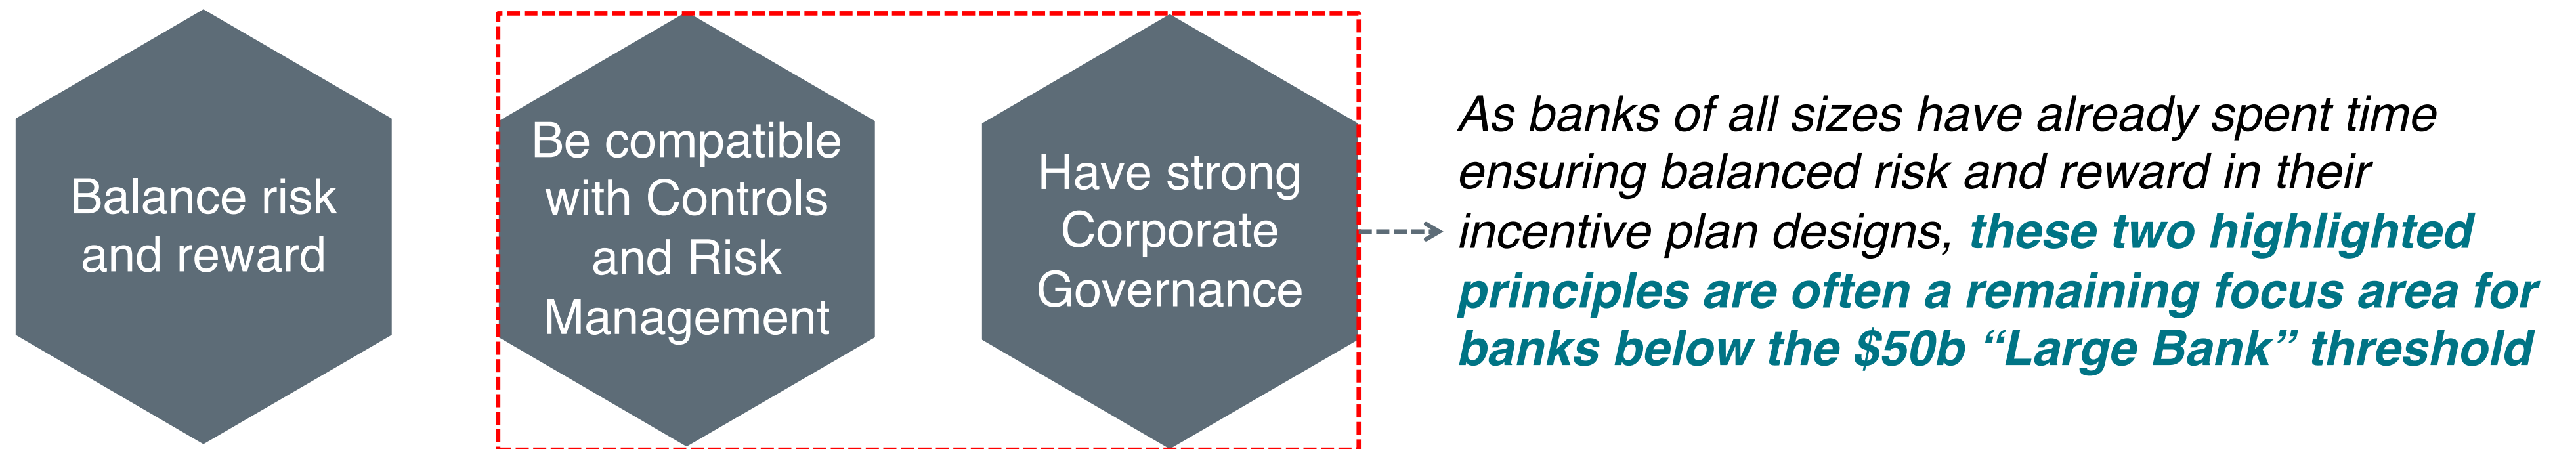 Balance risk
and reward
Be compatible
with Controls
and Risk
Management
Have strong
Corporate
Governance
As banks of all sizes have already spent time
ensuring balanced risk and reward in their
incentive plan designs, these two highlighted
principles are often a remaining focus area for
banks below the $50b “Large Bank” threshold